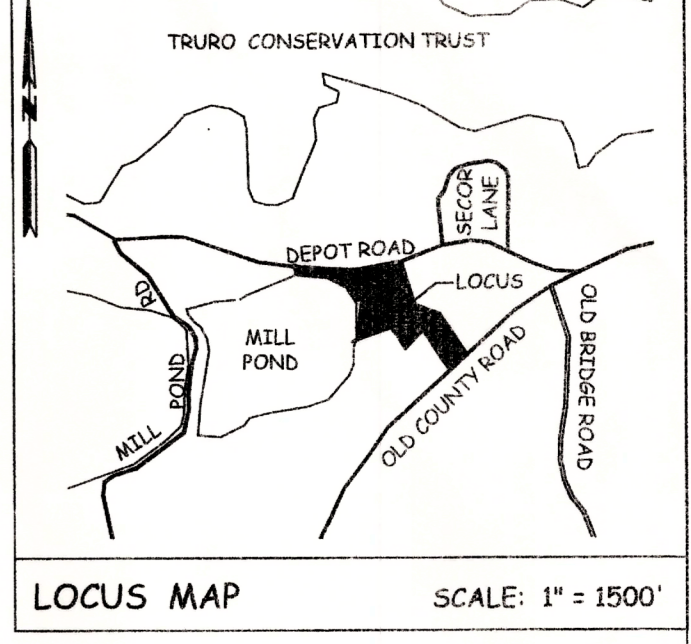 TRURO CONSERVATION TRUST
N
SECOR
LANE
DEPOT ROAD
LOCUS
RD
MILL
POND
OLD BRIDGE ROAD
OLD COUNTY ROAD
MILL POND
LOCUS MAP
SCALE: 1" = 1500'